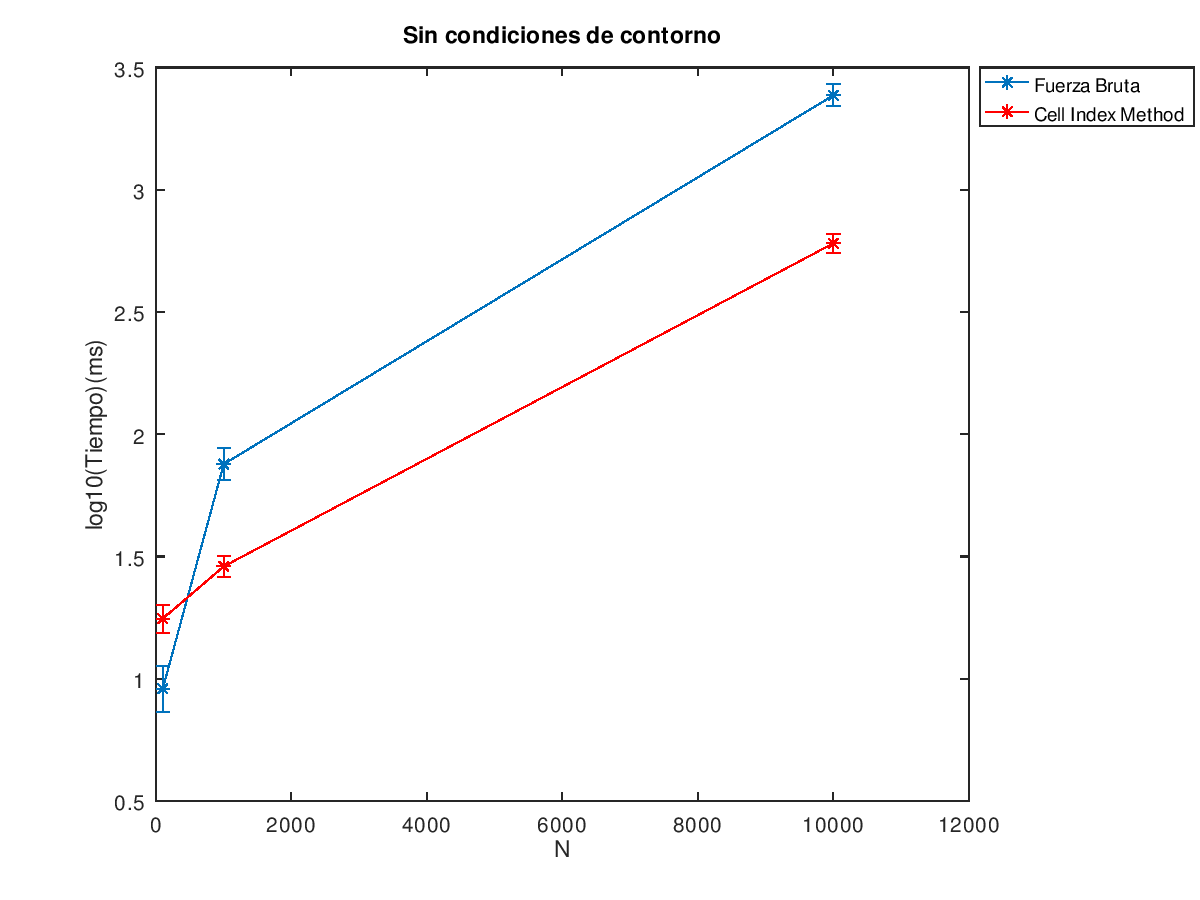 Sin condiciones de contorno
Fuerza Bruta
Cell Index Method
log10(Tiempo)(ms)
3.5
3
2.5
2
1.5
1
0.5
0 2000 4000 6000 8000 10000 12000
N